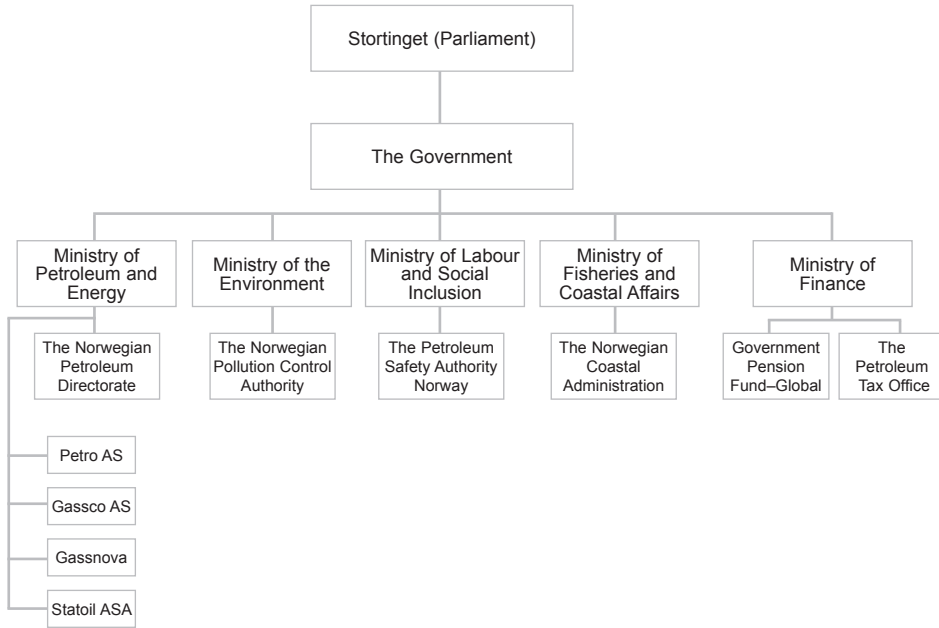 Stortinget (Parliament)
The Government
Ministry of
Petroleum and
Energy
Ministry of the
Environment
Ministry of Labour
and Social
Inclusion
Ministry of
Fisheries and
Coastal Affairs
Ministry of
Finance
The Norwegian
Petroleum
Directorate
The Norwegian
Pollution Control
Authority
The Petroleum
Safety Authority
Norway
The Norwegian
Coastal
Administration
Government
Pension
Fund–Global
The
Petroleum
Tax Office
Petro AS
Gassco AS
Gassnova
Statoil ASA